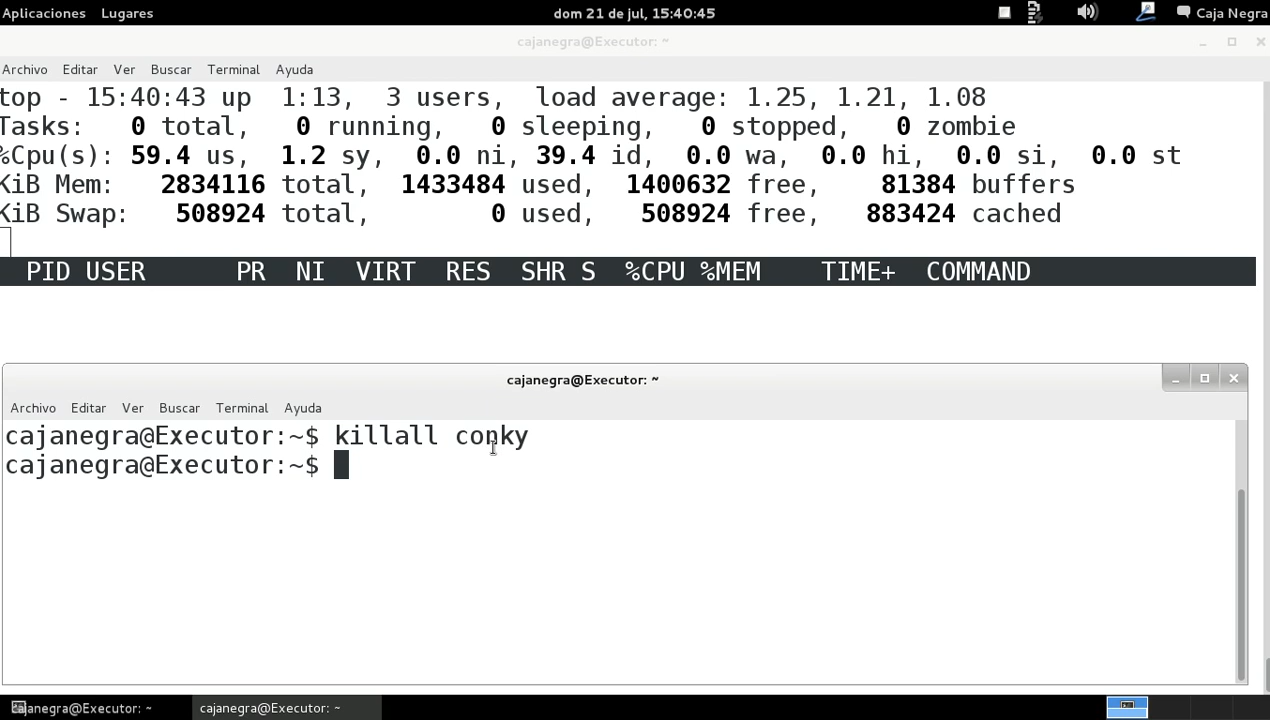 Aplicaciones Lugares dom 21 de jul, 15:40:45 Caja Negra
cajanegra@Executor: ~
Archivo Editar Ver Buscar Terminal Ayuda
top - 15:40:43 up 1:13, 3 users, load average: 1.25, 1.21, 1.08
Tasks: 0 total, 0 running, 0 sleeping, 0 stopped, 0 zombie
%Cpu(s): 59.4 us, 1.2 sy, 0.0 ni, 39.4 id, 0.0 wa, 0.0 hi, 0.0 si, 0.0 st
KiB Mem: 2834116 total, 1433484 used, 1400632 free, 81384 buffers
KiB Swap: 508924 total, 0 used, 508924 free, 883424 cached
PID USER PR NI VIRT RES SHR S %CPU %MEM TIME+ COMMAND
cajanegra@Executor: ~
Archivo Editar Ver Buscar Terminal Ayuda
cajanegra@Executor:~$ killall conky
cajanegra@Executor:~$
cajanegra@Executor: ~ cajanegra@Executor: ~